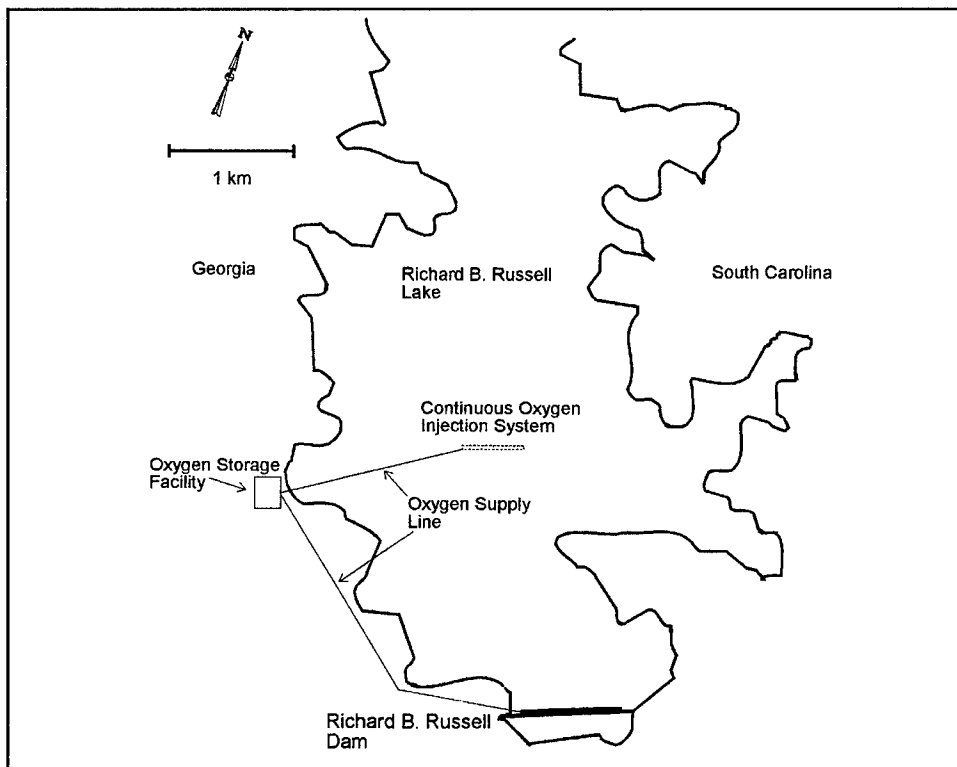 N
1 km
Georgia
Richard B. Russell
Lake
South Carolina
Continuous Oxygen
Injection System
Oxygen Storage
Facility
Oxygen Supply
Line
Richard B. Russell
Dam